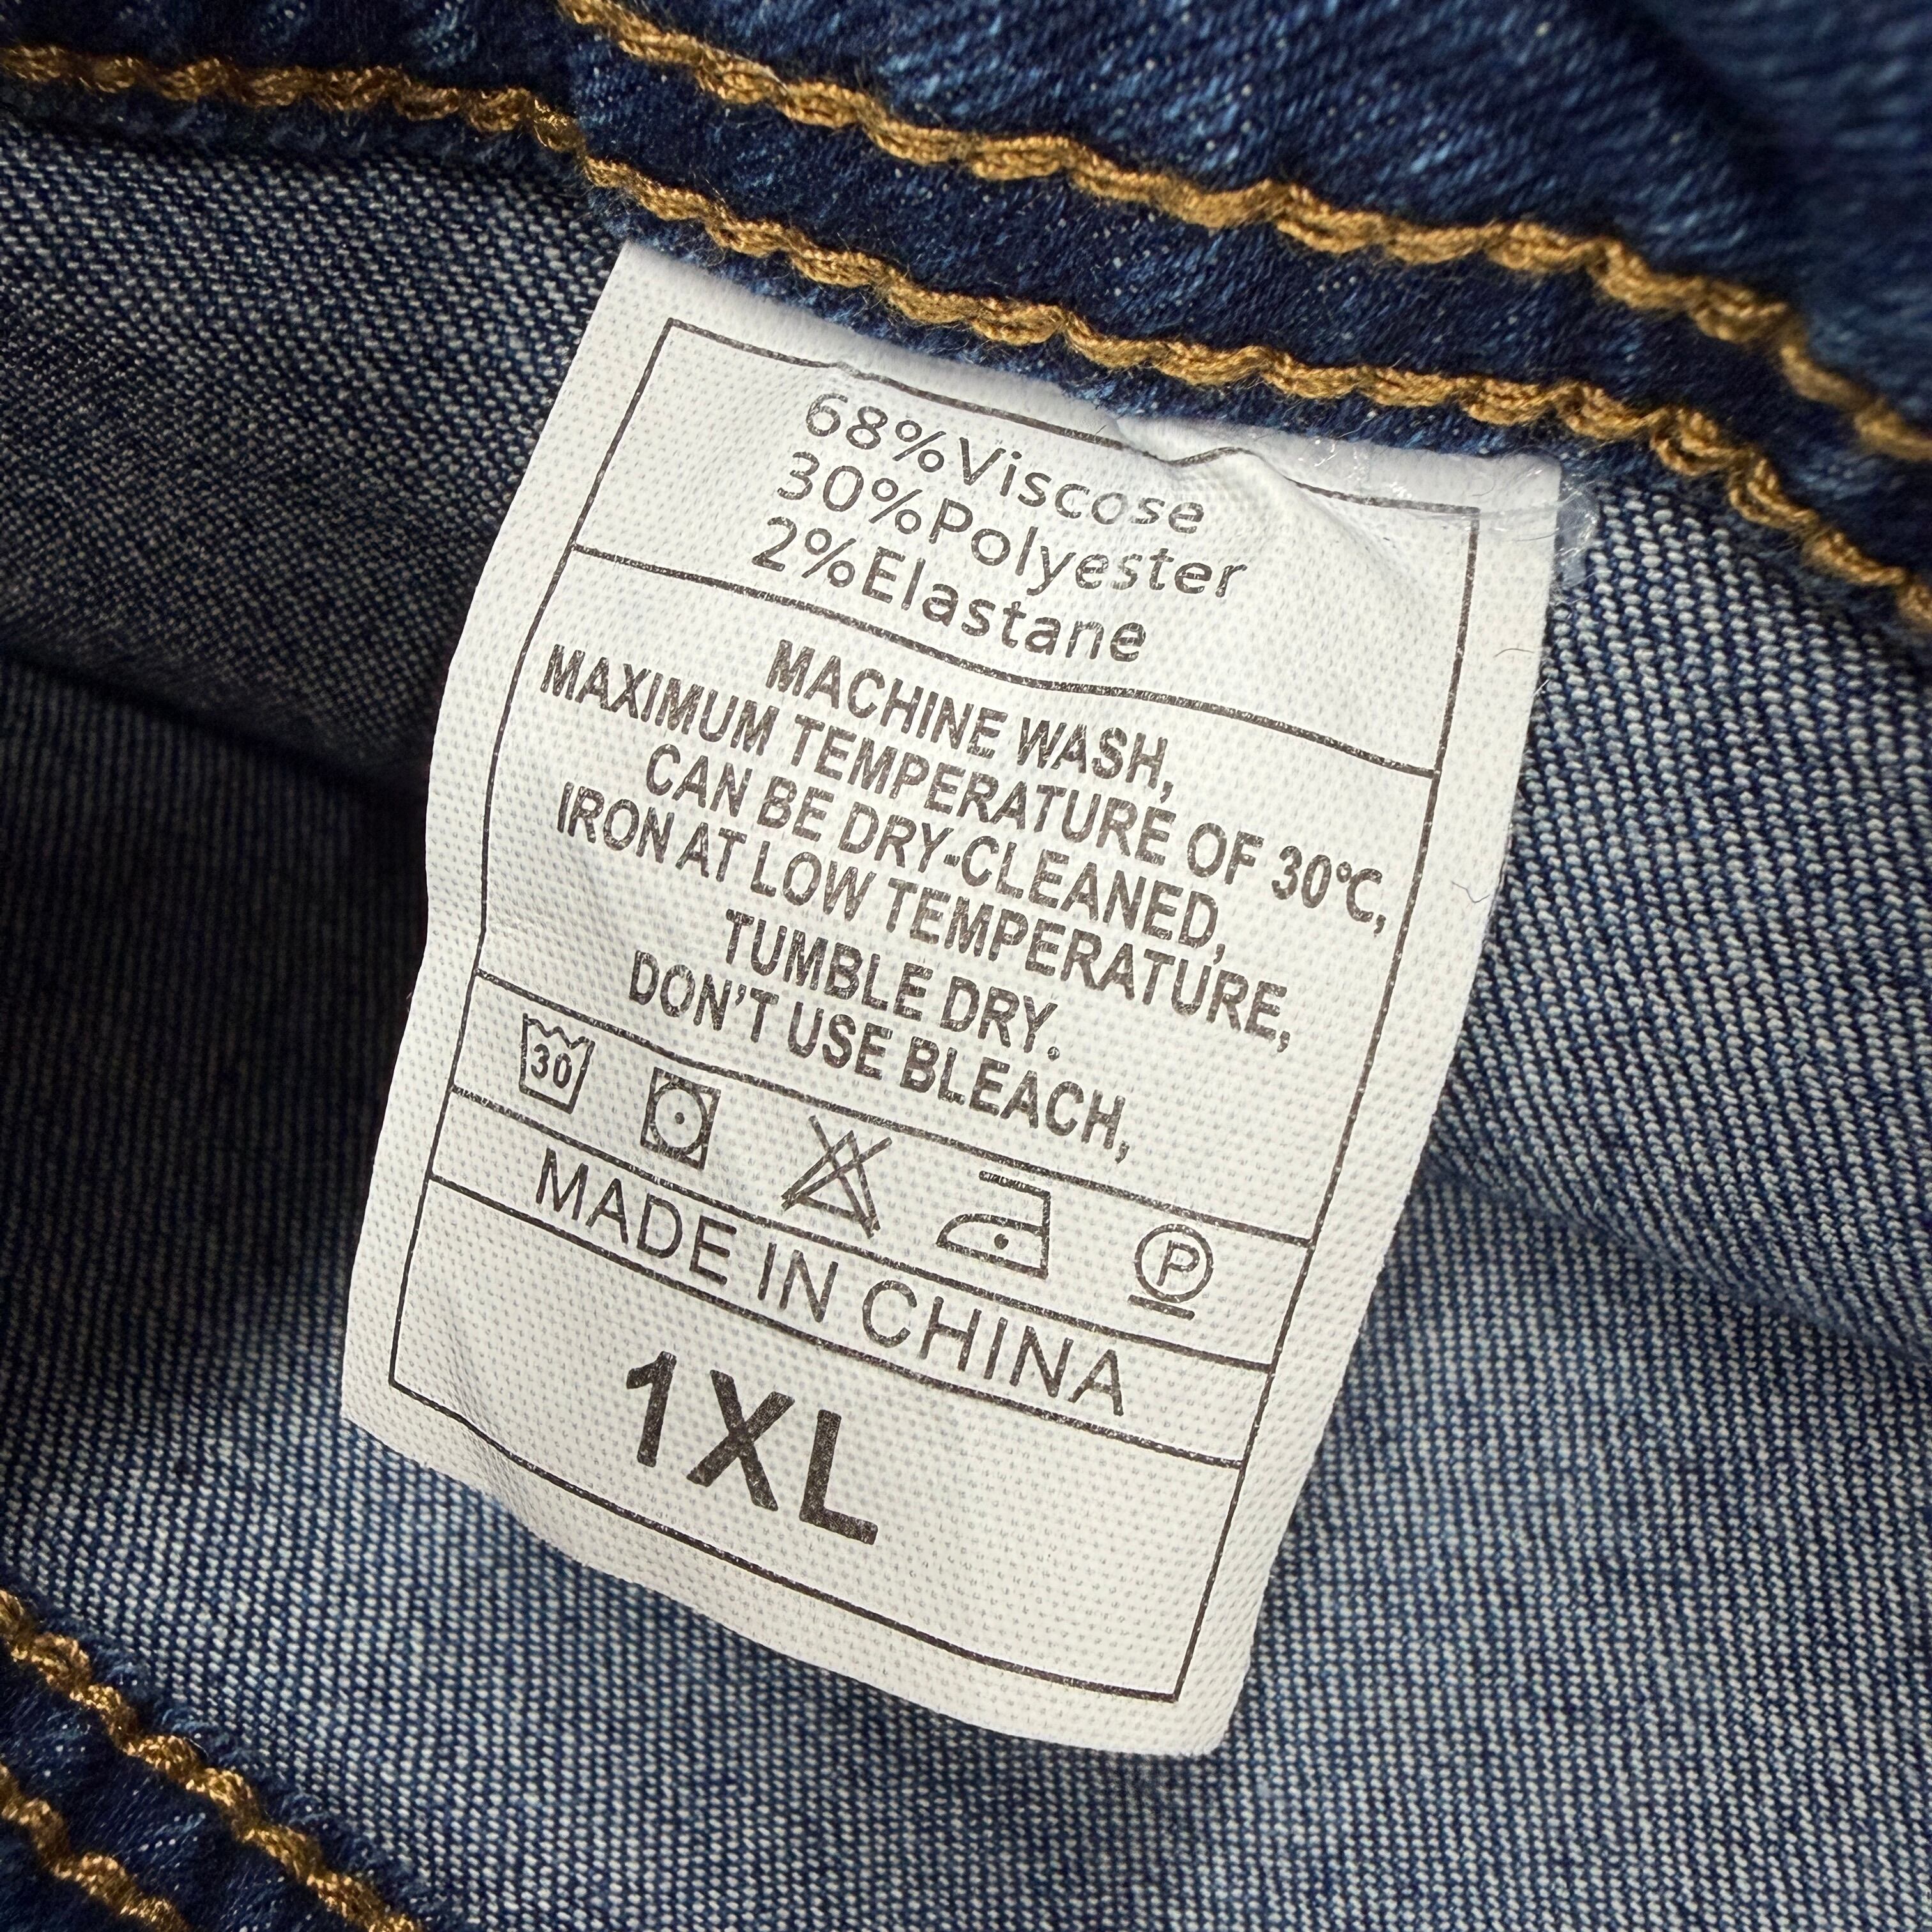 68%Viscose
30%Polyester
2%Elastane
MACHINE WASH,
MAXIMUM TEMPERATURE OF 30℃,
CAN BE DRY-CLEANED,
IRON AT LOW TEMPERATURE,
TUMBLE DRY.
DON'T USE BLEACH,
30
P
MADE IN CHINA
1XL